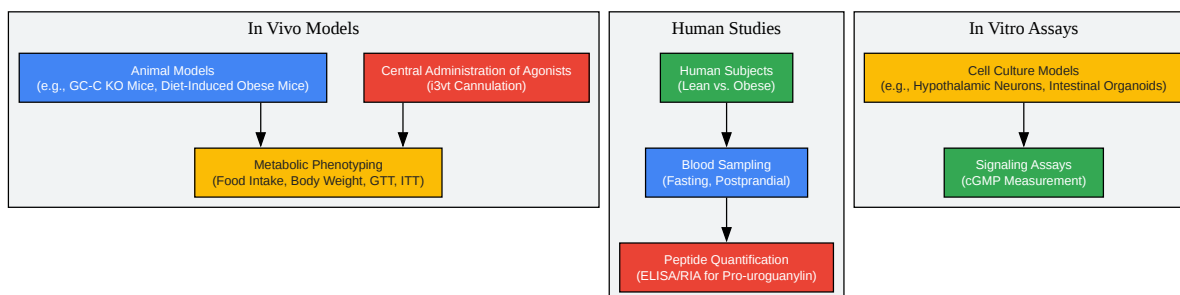 In Vivo Models
Animal Models
(e.g., GC-C KO Mice, Diet-Induced Obese Mice)
Central Administration of Agonists
(i3vt Cannulation)
Metabolic Phenotyping
(Food Intake, Body Weight, GTT, ITT)
Human Studies
Human Subjects
(Lean vs. Obese)
Blood Sampling
(Fasting, Postprandial)
Peptide Quantification
(ELISA/RIA for Pro-uroguanylin)
In Vitro Assays
Cell Culture Models
(e.g., Hypothalamic Neurons, Intestinal Organoids)
Signaling Assays
(cGMP Measurement)